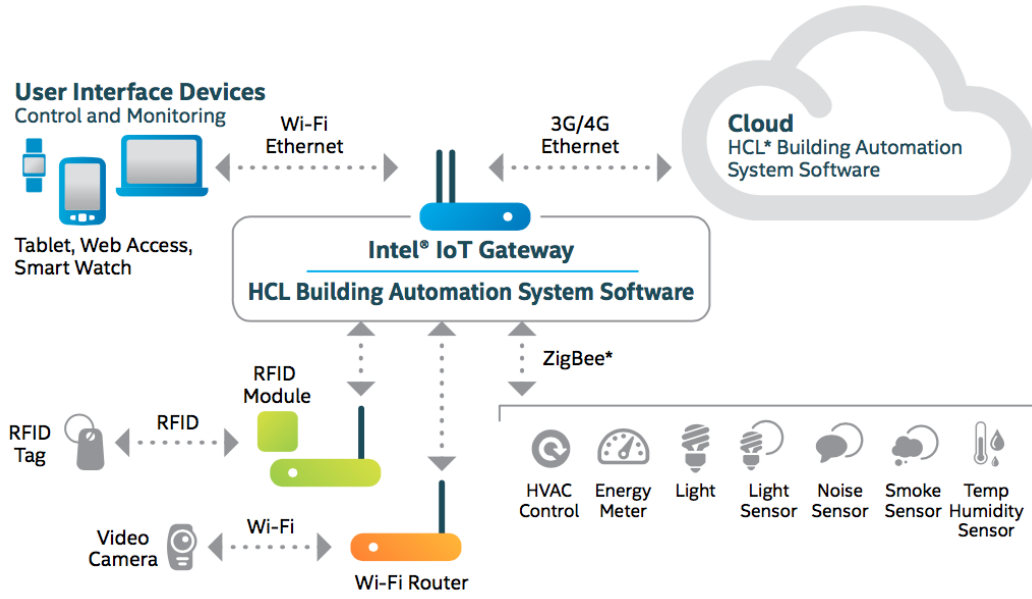 User Interface Devices
Control and Monitoring
Wi-Fi
Ethernet
3G/4G
Ethernet
Cloud
HCL* Building Automation
System Software
Tablet, Web Access,
Smart Watch
Intel® IoT Gateway
HCL Building Automation System Software
ZigBee*
RFID
Module
RFID
Tag
RFID
HVAC
Control
Energy
Meter
Light
Light
Sensor
Noise
Sensor
Smoke
Sensor
Temp
Humidity
Sensor
Video
Camera
Wi-Fi
Wi-Fi Router